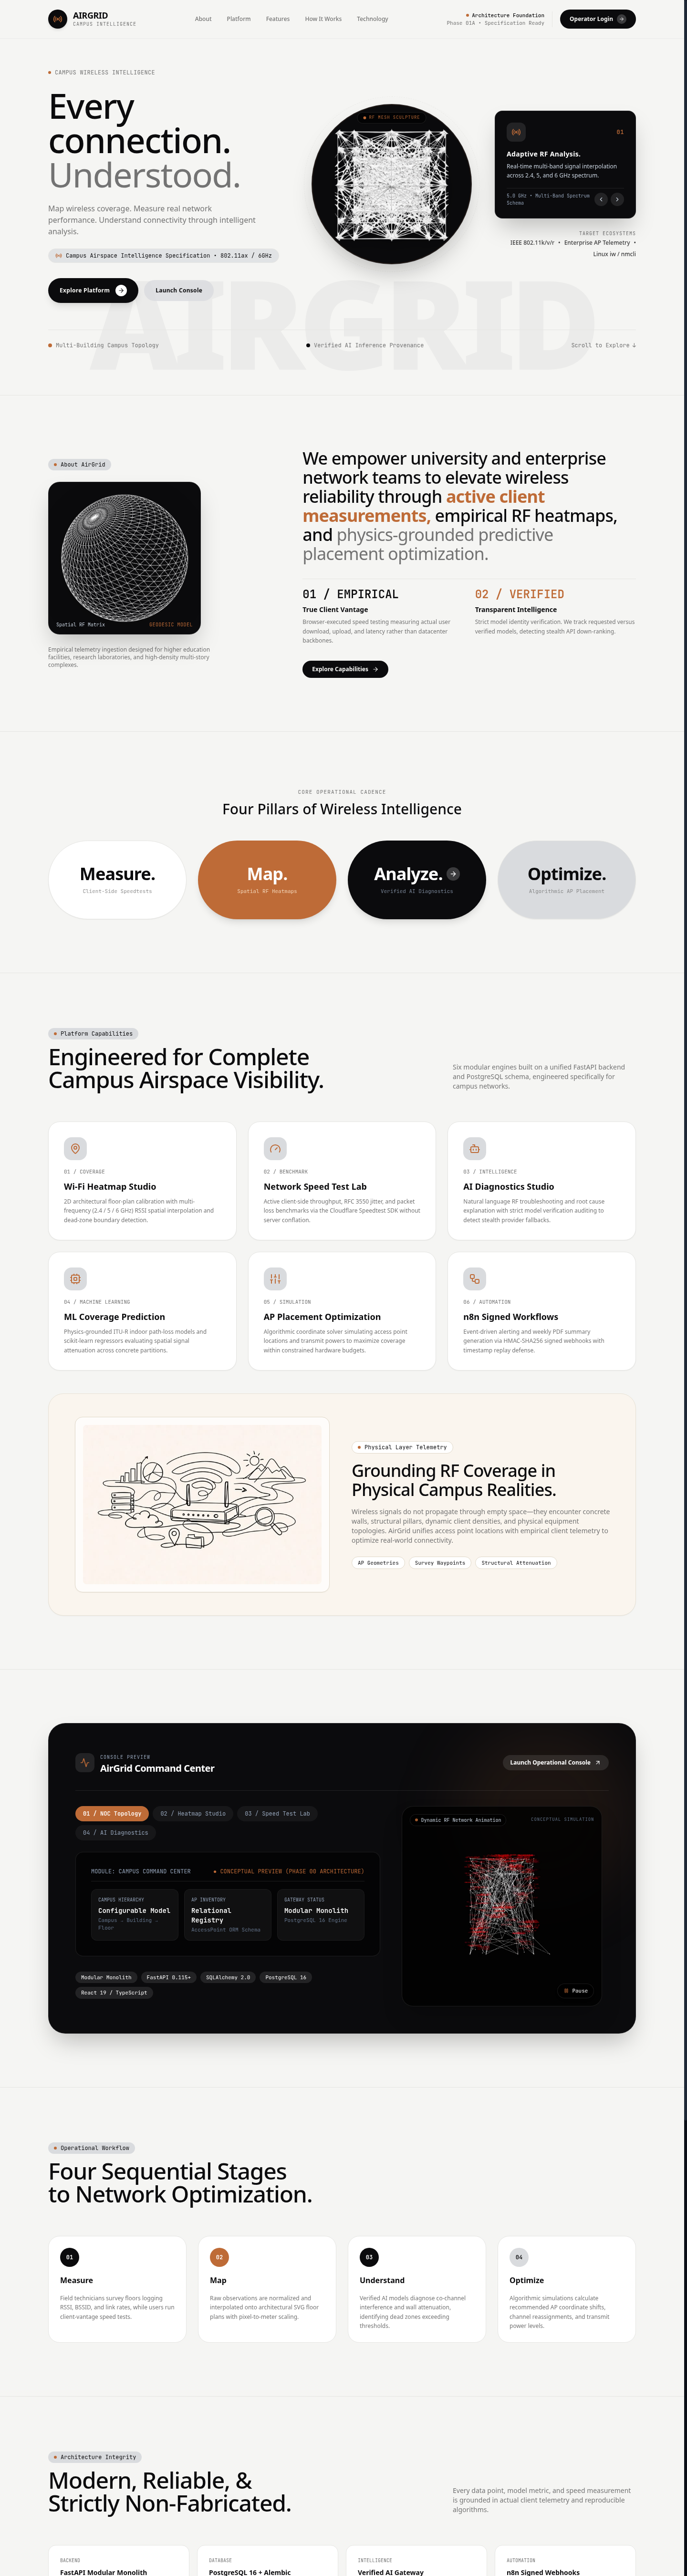 AIRGRID
CAMPUS INTELLIGENCE
About
Platform
Features
How It Works
Technology
Architecture Foundation
Phase 01A • Specification Ready
Operator Login
CAMPUS WIRELESS INTELLIGENCE
Every
connection.
Understood.
Map wireless coverage. Measure real network
performance. Understand connectivity through intelligent
analysis.
Campus Airspace Intelligence Specification • 802.11ax / 6GHz
Explore Platform
Launch Console
RF MESH SCULPTURE
01
Adaptive RF Analysis.
Real-time multi-band signal interpolation
across 2.4, 5, and 6 GHz spectrum.
5.0 GHz • Multi-Band Spectrum
Schema
TARGET ECOSYSTEMS
IEEE 802.11k/v/r • Enterprise AP Telemetry •
Linux iw / nmcli
AIRGRID
Multi-Building Campus Topology
Verified AI Inference Provenance
Scroll to Explore ↓
About AirGrid
Spatial RF Matrix
GEODESIC MODEL
Empirical telemetry ingestion designed for higher education
facilities, research laboratories, and high-density multi-story
complexes.
We empower university and enterprise
network teams to elevate wireless
reliability through active client
measurements, empirical RF heatmaps,
and physics-grounded predictive
placement optimization.
01 / EMPIRICAL
True Client Vantage
Browser-executed speed testing measuring actual user
download, upload, and latency rather than datacenter
backbones.
02 / VERIFIED
Transparent Intelligence
Strict model identity verification. We track requested versus
verified models, detecting stealth API down-ranking.
Explore Capabilities
CORE OPERATIONAL CADENCE
Four Pillars of Wireless Intelligence
Measure.
Client-Side Speedtests
Map.
Spatial RF Heatmaps
Analyze.
Verified AI Diagnostics
Optimize.
Algorithmic AP Placement
Platform Capabilities
Engineered for Complete
Campus Airspace Visibility.
Six modular engines built on a unified FastAPI backend
and PostgreSQL schema, engineered specifically for
campus networks.
01 / COVERAGE
Wi-Fi Heatmap Studio
2D architectural floor-plan calibration with multi-
frequency (2.4 / 5 / 6 GHz) RSSI spatial interpolation and
dead-zone boundary detection.
02 / BENCHMARK
Network Speed Test Lab
Active client-side throughput, RFC 3550 jitter, and packet
loss benchmarks via the Cloudflare Speedtest SDK without
server conflation.
03 / INTELLIGENCE
AI Diagnostics Studio
Natural language RF troubleshooting and root cause
explanation with strict model verification auditing to
detect stealth provider fallbacks.
04 / MACHINE LEARNING
ML Coverage Prediction
Physics-grounded ITU-R indoor path-loss models and
scikit-learn regressors evaluating spatial signal
attenuation across concrete partitions.
05 / SIMULATION
AP Placement Optimization
Algorithmic coordinate solver simulating access point
locations and transmit powers to maximize coverage
within constrained hardware budgets.
06 / AUTOMATION
n8n Signed Workflows
Event-driven alerting and weekly PDF summary
generation via HMAC-SHA256 signed webhooks with
timestamp replay defense.
Physical Layer Telemetry
Grounding RF Coverage in
Physical Campus Realities.
Wireless signals do not propagate through empty space—they encounter concrete
walls, structural pillars, dynamic client densities, and physical equipment
topologies. AirGrid unifies access point locations with empirical client telemetry to
optimize real-world connectivity.
AP Geometries
Survey Waypoints
Structural Attenuation
CONSOLE PREVIEW
AirGrid Command Center
Launch Operational Console
01 / NOC Topology
02 / Heatmap Studio
03 / Speed Test Lab
04 / AI Diagnostics
MODULE: CAMPUS COMMAND CENTER
CONCEPTUAL PREVIEW (PHASE 00 ARCHITECTURE)
CAMPUS HIERARCHY
Configurable Model
Campus → Building →
Floor
AP INVENTORY
Relational
Registry
AccessPoint ORM Schema
GATEWAY STATUS
Modular Monolith
PostgreSQL 16 Engine
Modular Monolith
FastAPI 0.115+
SQLAlchemy 2.0
PostgreSQL 16
React 19 / TypeScript
Dynamic RF Network Animation
CONCEPTUAL SIMULATION
Pause
Operational Workflow
Four Sequential Stages
to Network Optimization.
01
Measure
Field technicians survey floors logging
RSSI, BSSID, and link rates, while users run
client-vantage speed tests.
02
Map
Raw observations are normalized and
interpolated onto architectural SVG floor
plans with pixel-to-meter scaling.
03
Understand
Verified AI models diagnose co-channel
interference and wall attenuation,
identifying dead zones exceeding
thresholds.
04
Optimize
Algorithmic simulations calculate
recommended AP coordinate shifts,
channel reassignments, and transmit
power levels.
Architecture Integrity
Modern, Reliable, &
Strictly Non-Fabricated.
Every data point, model metric, and speed measurement
is grounded in actual client telemetry and reproducible
algorithms.
BACKEND
FastAPI Modular Monolith
DATABASE
PostgreSQL 16 + Alembic
INTELLIGENCE
Verified AI Gateway
AUTOMATION
n8n Signed Webhooks